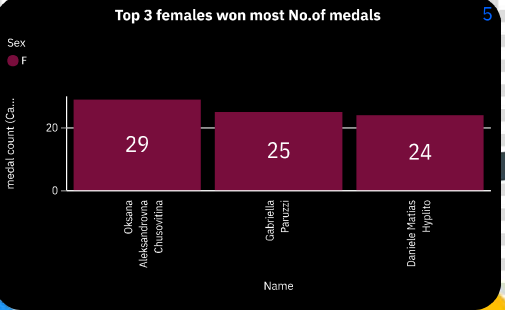 Top 3 females won most No.of medals
5
Sex
F
medal count (Ca...
20
0
29
25
24
Oksana
Aleksandrovna
Chusovitina
Gabriella
Paruzzi
Daniele Matias
Hyplito
Name